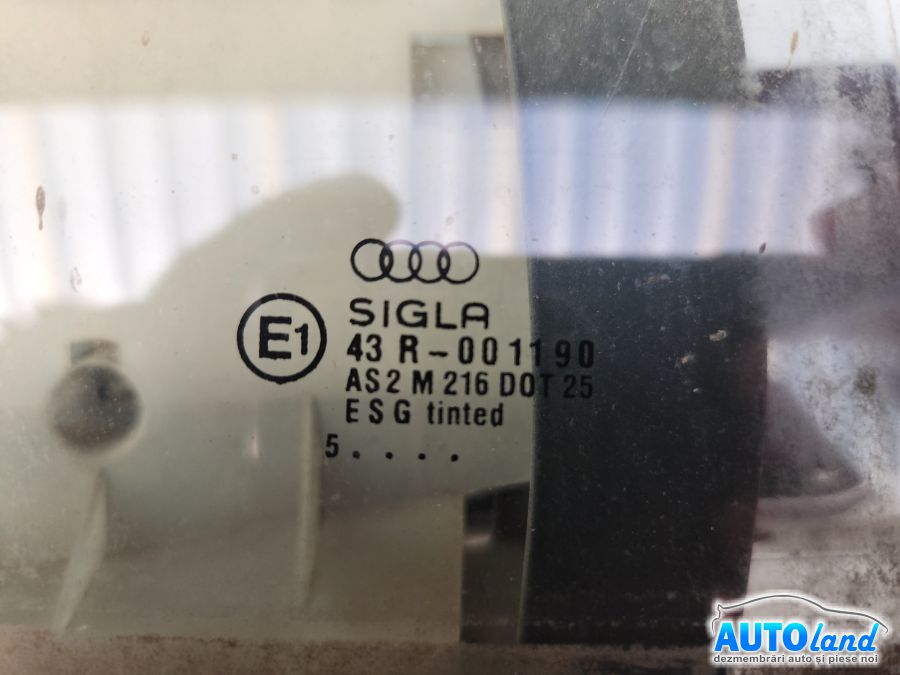 SIGLA
E1
43 R-001190
AS2 M 216 DOT 25
ESG tinted
5 . . . .
AUTOland
dezmembrări auto și piese noi